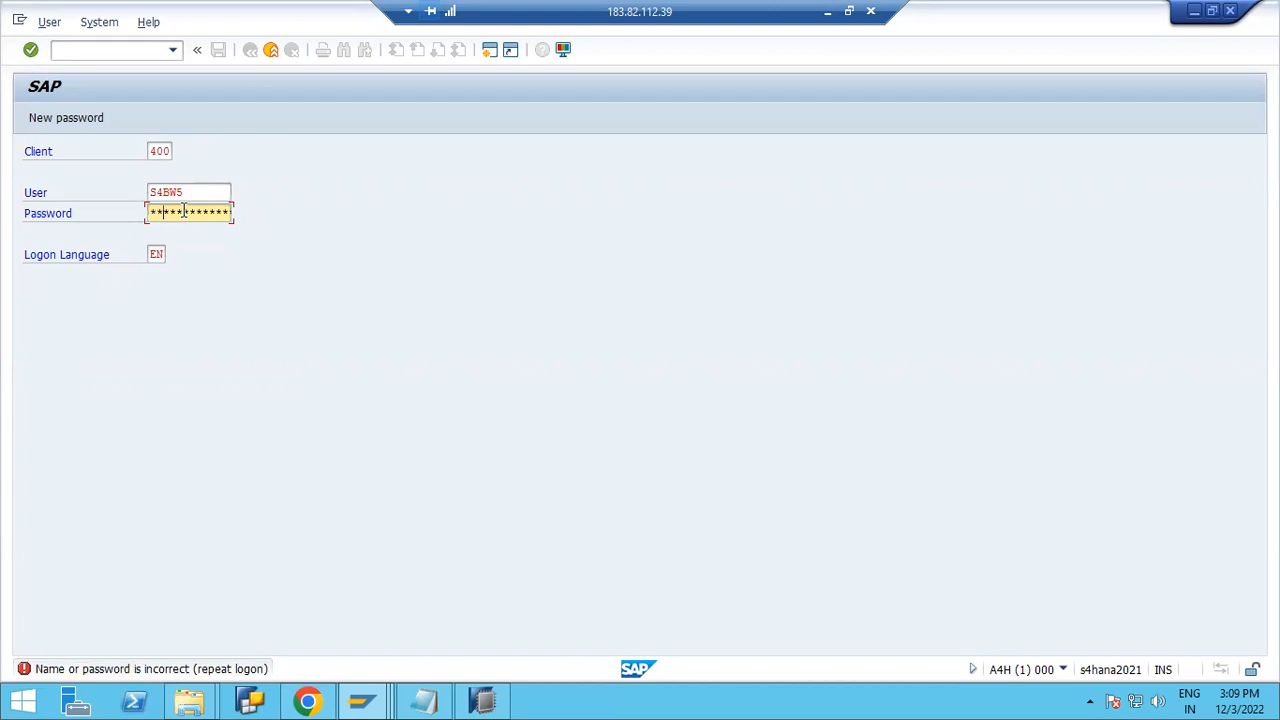 183.82.112.39
User System Help
SAP
New password
Client 400
User S4BW5
Password *************
Logon Language EN
Name or password is incorrect (repeat logon)
SAP
A4H (1) 000 s4hana2021 INS
ENG 3:09 PM
IN 12/3/2022